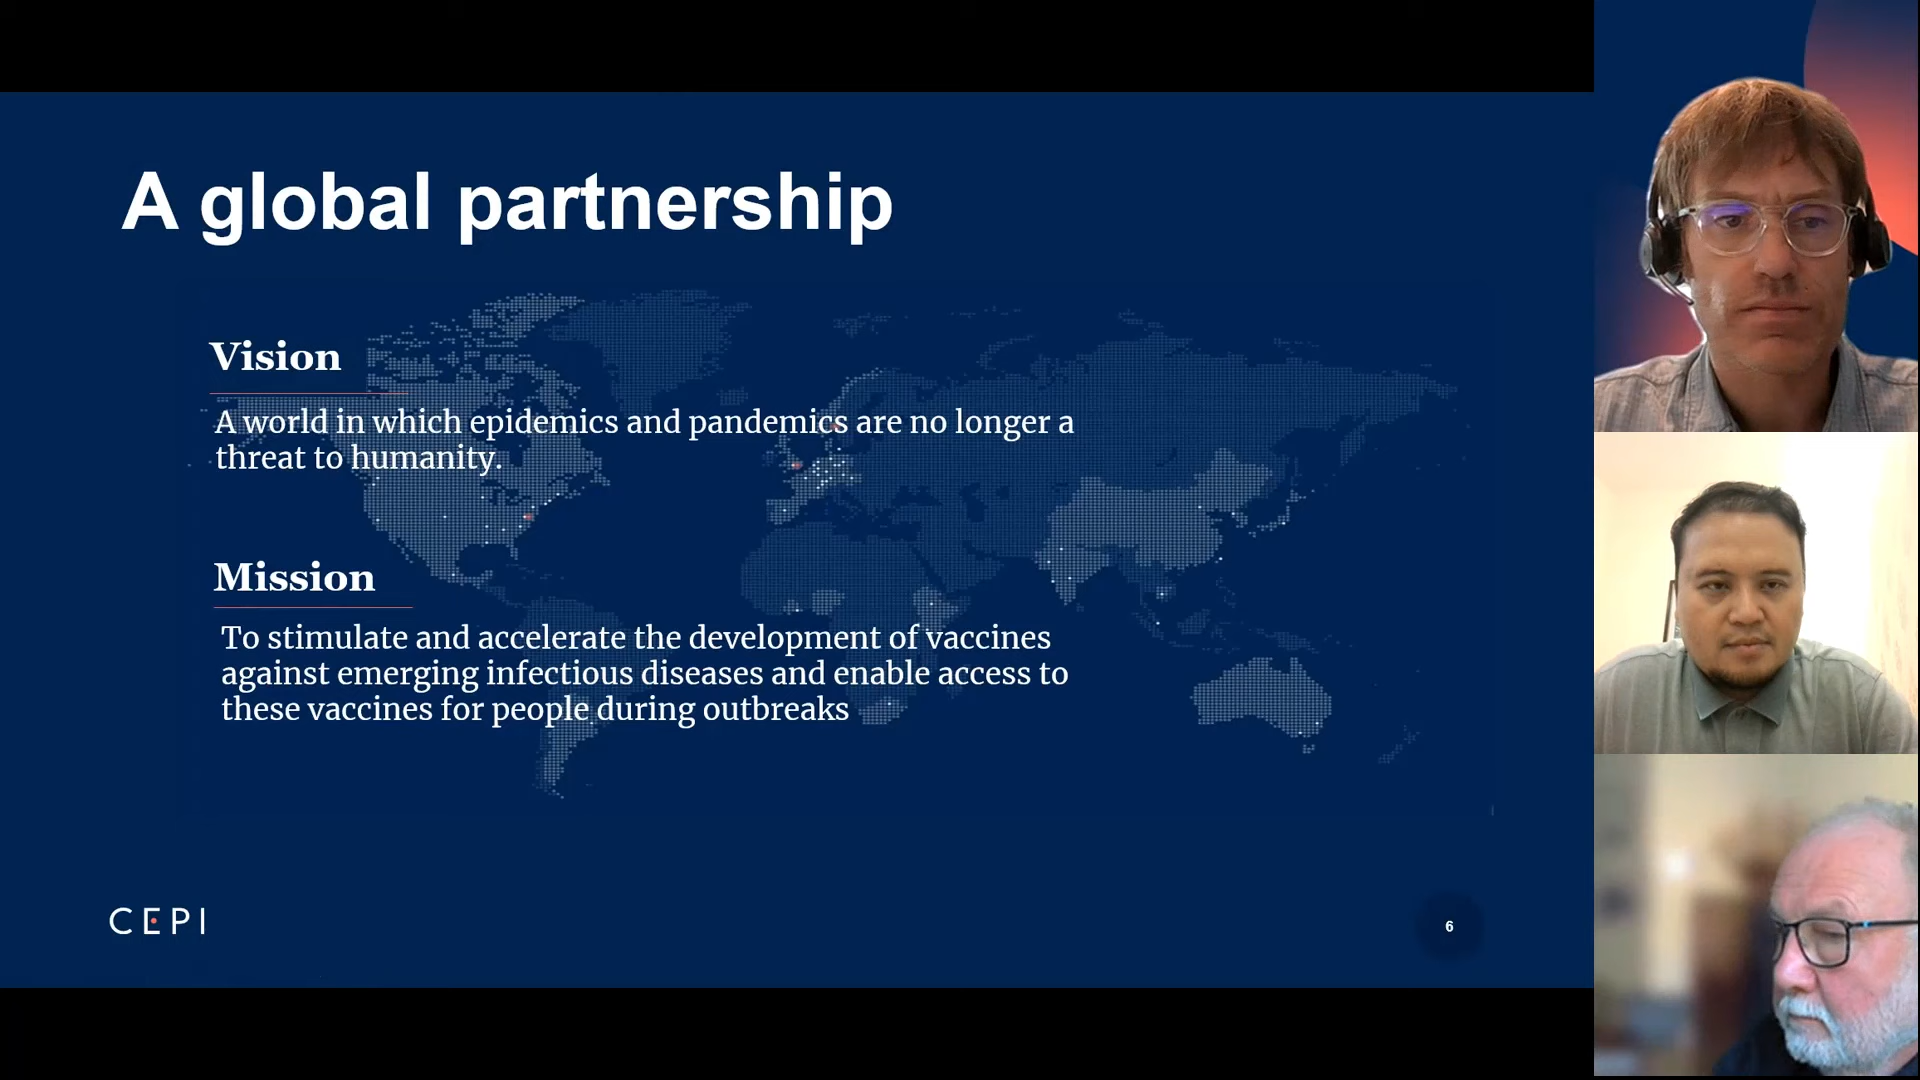 A global partnership
Vision
A world in which epidemics and pandemics are no longer a
threat to humanity.
Mission
To stimulate and accelerate the development of vaccines
against emerging infectious diseases and enable access to
these vaccines for people during outbreaks
CEPI
6